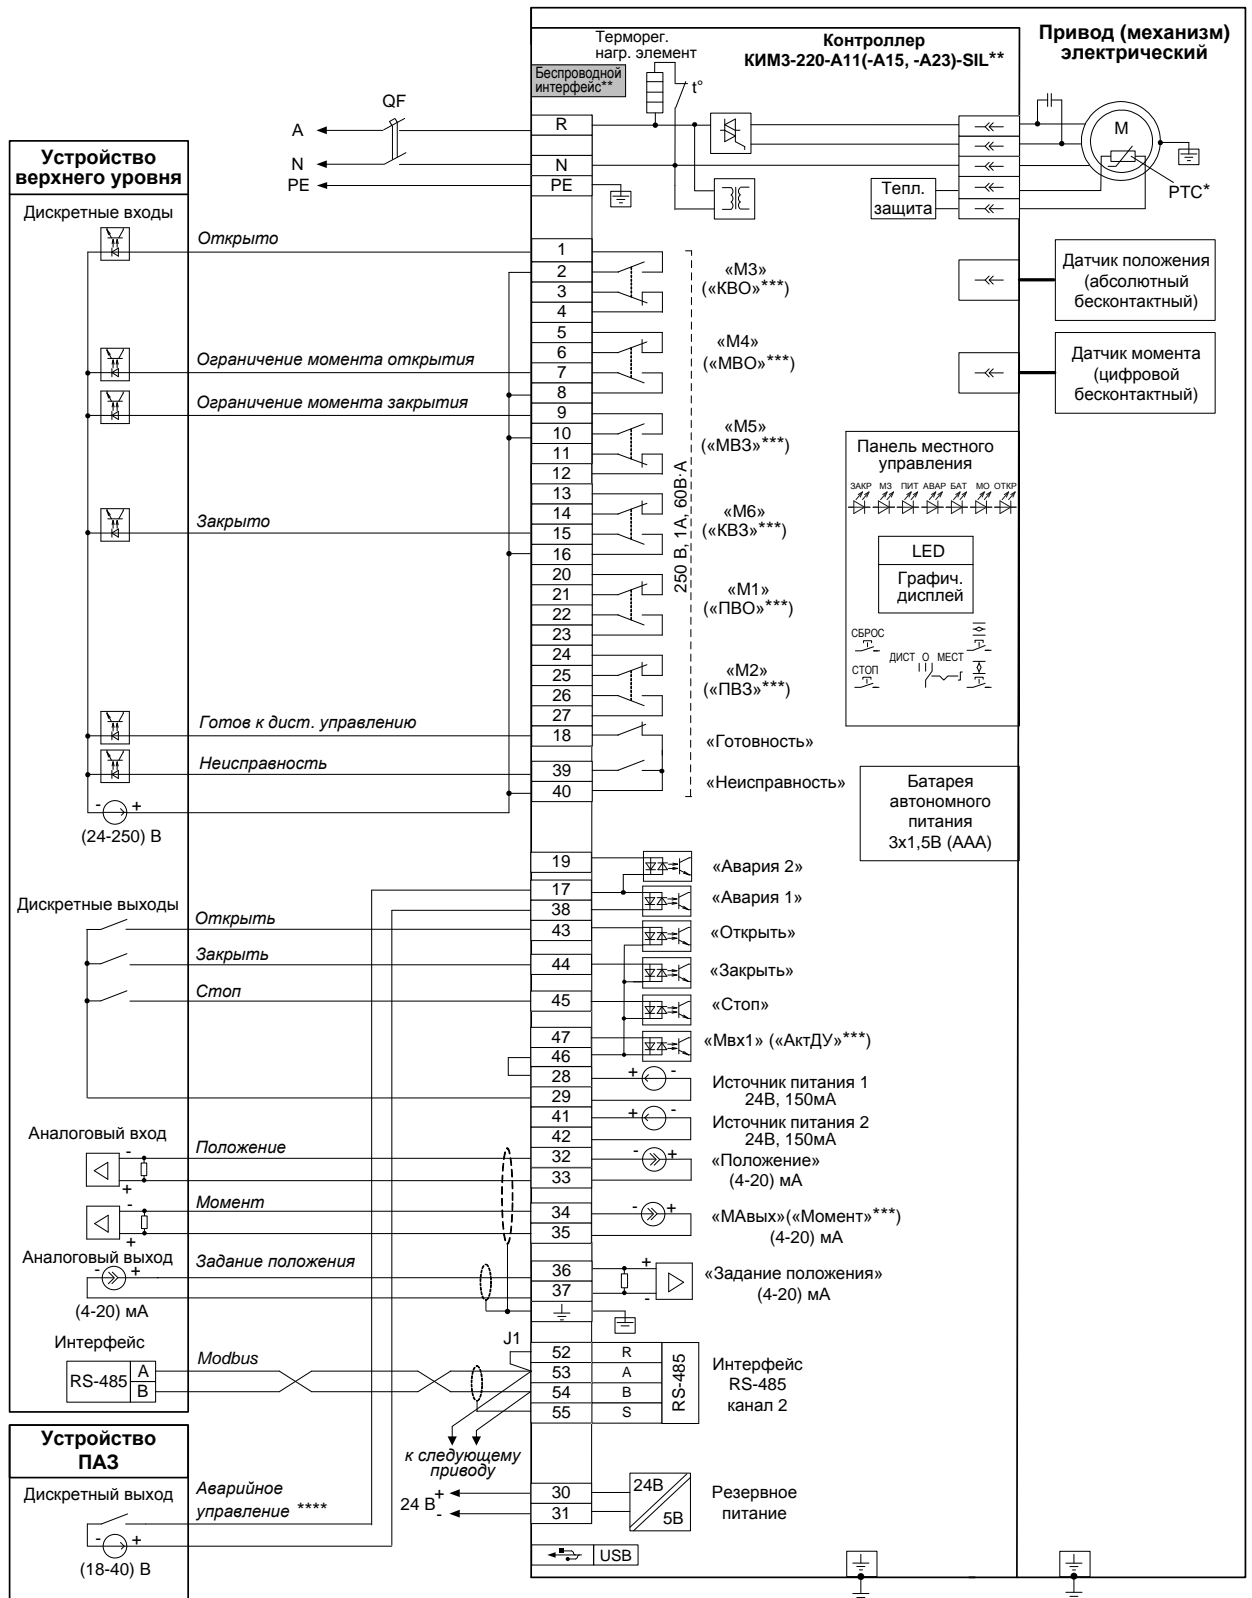 Привод (механизм)
электрический
Терморег.
нагр. элемент
Контроллер
КИМ3-220-А11(-А15, -А23)-SIL**
Беспроводной
интерфейс**
t°
QF
A
R
M
N
N
PE
PE
Тепл.
защита
PTC*
Устройство
верхнего уровня
Дискретные входы
Открыто
1
2
3
4
«М3»
(«КВО»***)
Датчик положения
(абсолютный
бесконтактный)
5
6
7
8
Ограничение момента открытия
«М4»
(«МВО»***)
Датчик момента
(цифровой
бесконтактный)
Ограничение момента закрытия
9
10
11
12
«М5»
(«МВЗ»***)
Панель местного
управления
ЗАКР МЗ ПИТ АВАР БАТ МО ОТКР
13
14
15
16
Закрыто
«М6»
(«КВЗ»***)
250 В, 1А, 60В·А
LED
Графич.
дисплей
20
21
22
23
«М1»
(«ПВО»***)
СБРОС
СТОП
ДИСТ О МЕСТ
24
25
26
27
«М2»
(«ПВЗ»***)
Готов к дист. управлению
18
«Готовность»
Неисправность
39
40
«Неисправность»
- +
(24-250) В
Батарея
автономного
питания
3х1,5В (ААА)
19
«Авария 2»
17
38
«Авария 1»
Дискретные выходы
Открыть
43
«Открыть»
Закрыть
44
«Закрыть»
Стоп
45
«Стоп»
47
46
«Мвх1» («АктДУ»***)
28
29
+ -
Источник питания 1
24В, 150мА
41
42
+ -
Источник питания 2
24В, 150мА
Аналоговый вход
- +
Положение
32
33
- +
«Положение»
(4-20) мА
- +
Момент
34
35
- +
«МАвых»(«Момент»***)
(4-20) мА
Аналоговый выход
- +
(4-20) мА
Задание положения
36
37
+ -
«Задание положения»
(4-20) мА
Интерфейс
RS-485
A
B
Modbus
J1
52 R
53 A
54 B
55 S
RS-485
Интерфейс
RS-485
канал 2
к следующему
приводу
Устройство
ПАЗ
Дискретный выход
- +
(18-40) В
Аварийное
управление ****
24 В
+
-
30
31
24В
5В
Резервное
питание
USB